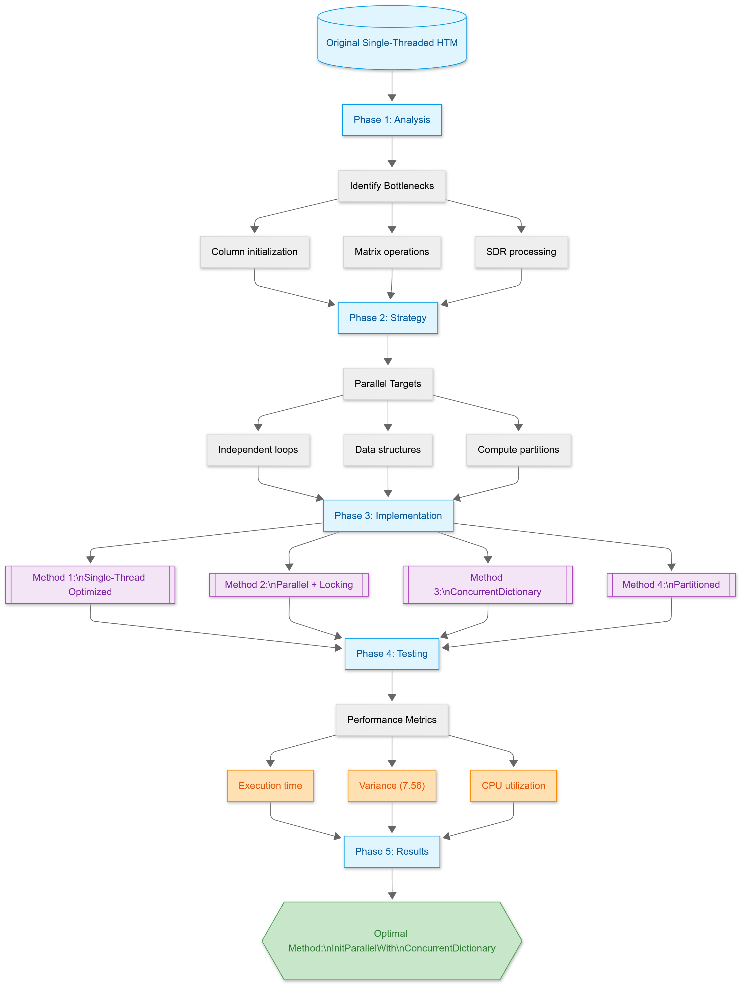 Original Single-Threaded HTM
Phase 1: Analysis
Identify Bottlenecks
Column initialization
Matrix operations
SDR processing
Phase 2: Strategy
Parallel Targets
Independent loops
Data structures
Compute partitions
Phase 3: Implementation
Method 1:\nSingle-Thread
Optimized
Method 2:\nParallel + Locking
Method
3:\nConcurrentDictionary
Method 4:\nPartitioned
Phase 4: Testing
Performance Metrics
Execution time
Variance (7.56)
CPU utilization
Phase 5: Results
Optimal
Method:\nInitParallelWith\nConcurrentDictionary